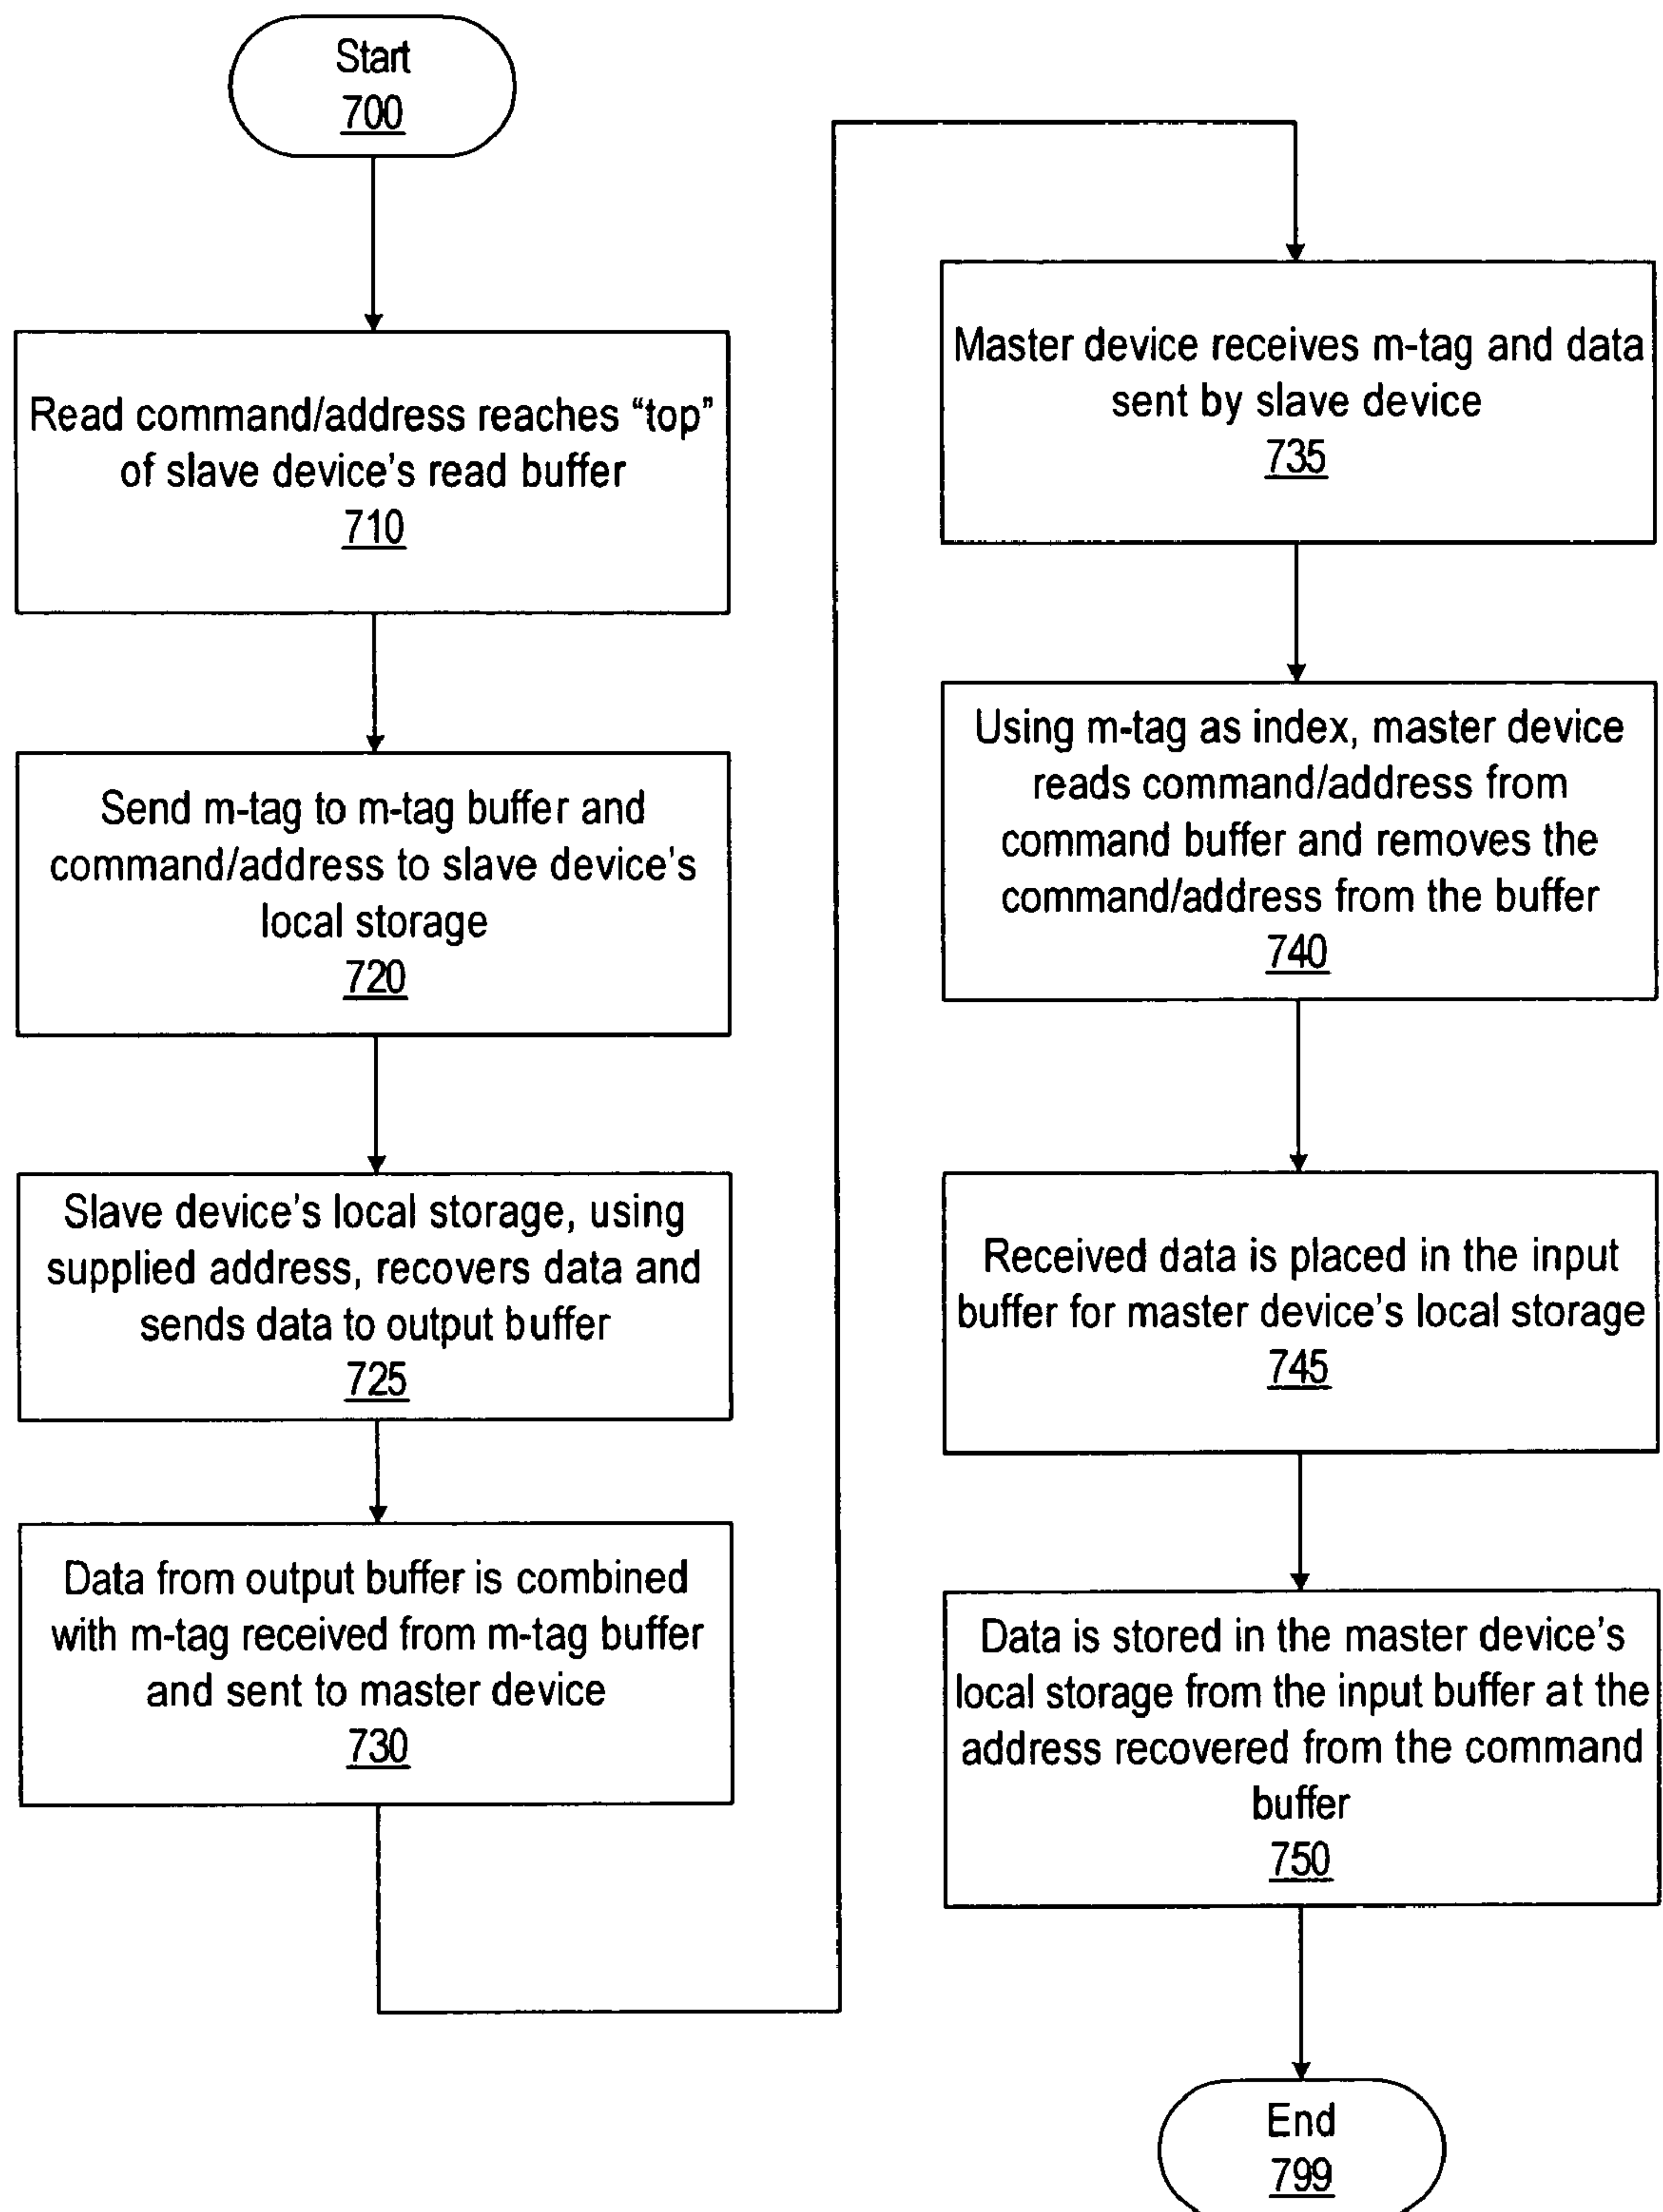 Start
700
Read command/address reaches “top”
of slave device’s read buffer
710
Send m-tag to m-tag buffer and
command/address to slave device’s
local storage
720
Slave device’s local storage, using
supplied address, recovers data and
sends data to output buffer
725
Data from output buffer is combined
with m-tag received from m-tag buffer
and sent to master device
730
Master device receives m-tag and data
sent by slave device
735
Using m-tag as index, master device
reads command/address from
command buffer and removes the
command/address from the buffer
740
Received data is placed in the input
buffer for master device’s local storage
745
Data is stored in the master device’s
local storage from the input buffer at the
address recovered from the command
buffer
750
End
799